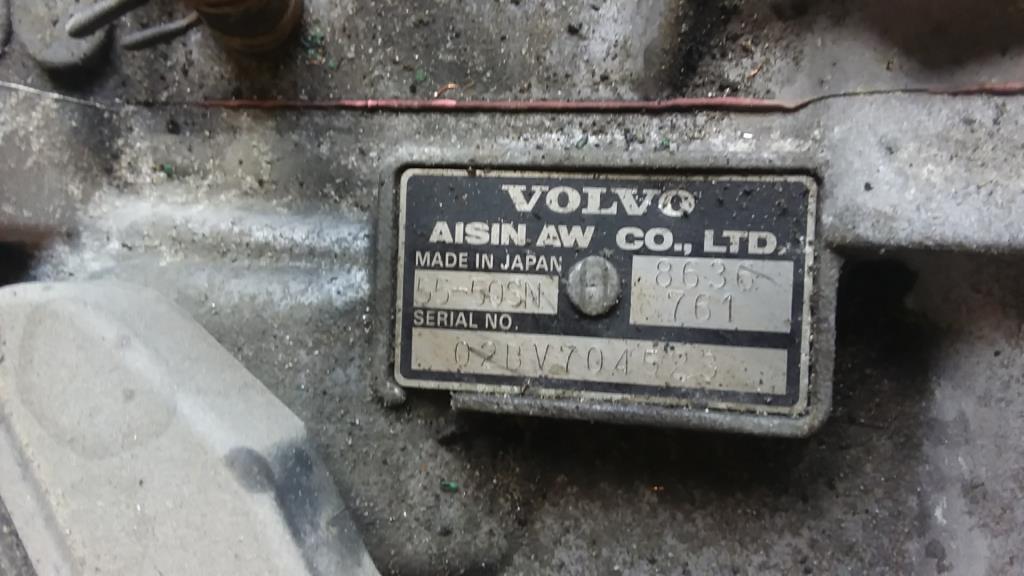 VOLVO
AISIN AW CO., LTD.
MADE IN JAPAN
55-50SN
8636
761
SERIAL NO.